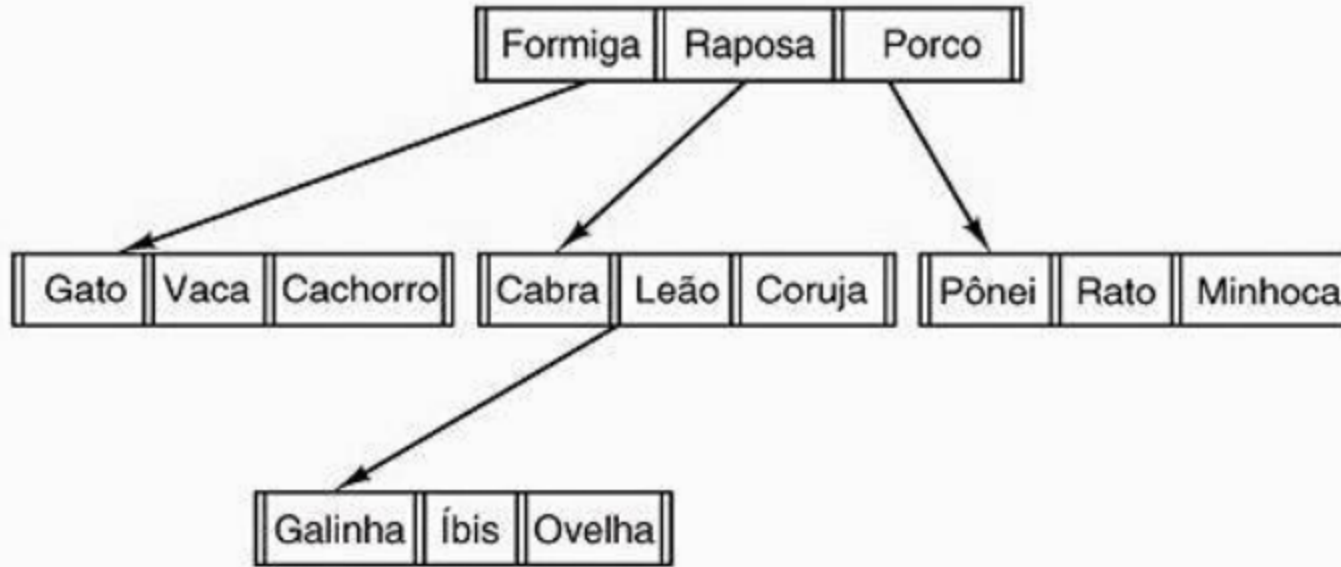 Formiga Raposa Porco
Gato Vaca Cachorro Cabra Leão Coruja Pônei Rato Minhoca
Galinha Íbis Ovelha